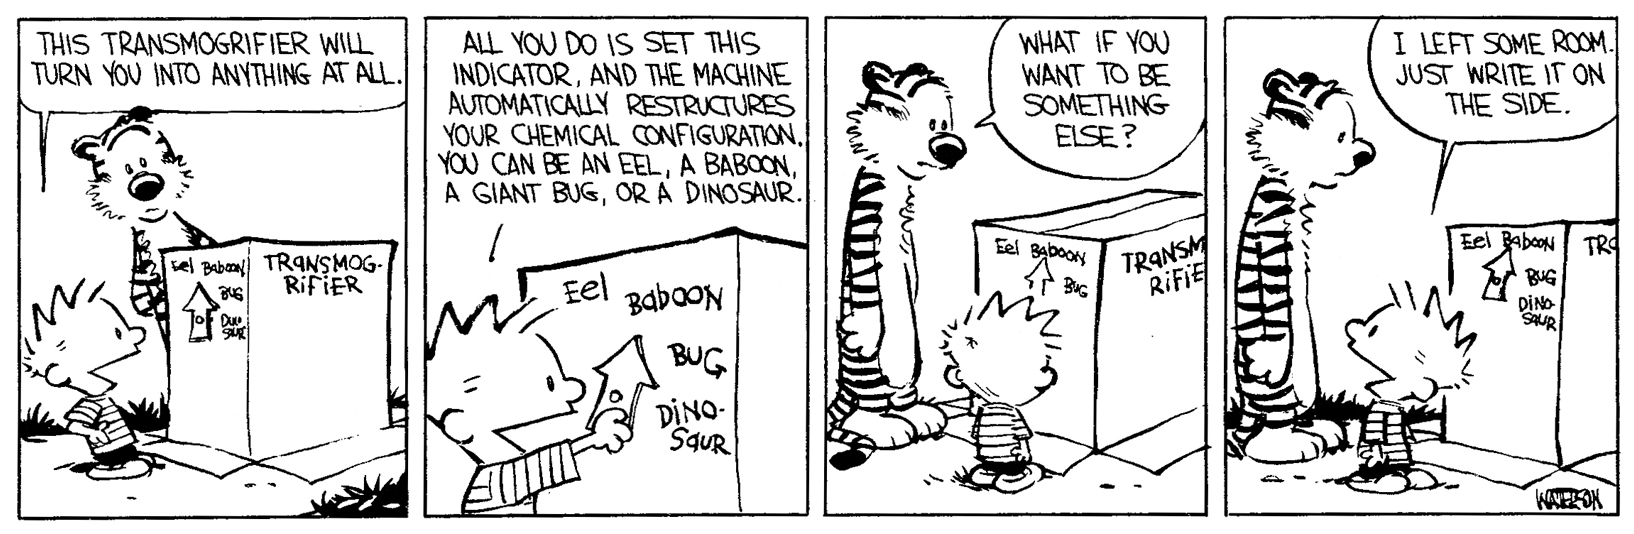 THIS TRANSMOGRIFIER WILL
TURN YOU INTO ANYTHING AT ALL.
Eel Baboon
BUG
DINO-
SAUR
TRANSMOG-
RIFIER
ALL YOU DO IS SET THIS
INDICATOR, AND THE MACHINE
AUTOMATICALLY RESTRUCTURES
YOUR CHEMICAL CONFIGURATION.
YOU CAN BE AN EEL, A BABOON,
A GIANT BUG, OR A DINOSAUR.
Eel
Baboon
BUG
DINO-
SAUR
WHAT IF YOU
WANT TO BE
SOMETHING
ELSE?
Eel Baboon
BUG
TRANSM
RIFIE
I LEFT SOME ROOM.
JUST WRITE IT ON
THE SIDE.
Eel Baboon
BUG
DINO-
SAUR
TRA
WATTERSON